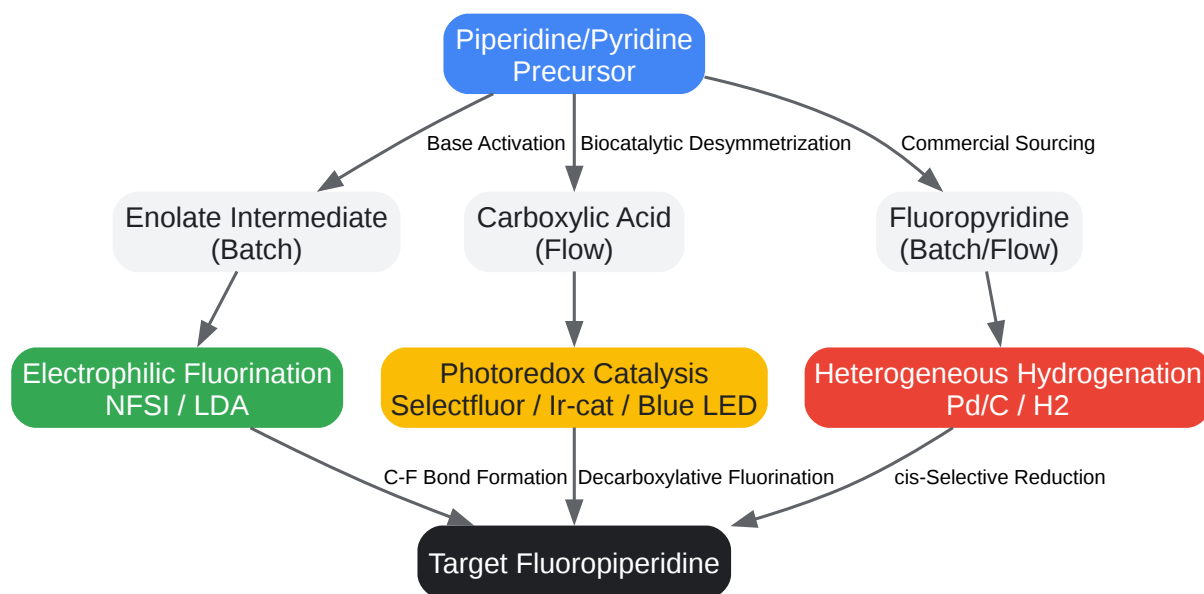 Piperidine/Pyridine
Precursor
Base Activation
Biocatalytic Desymmetrization
Commercial Sourcing
Enolate Intermediate
(Batch)
Carboxylic Acid
(Flow)
Fluoropyridine
(Batch/Flow)
Electrophilic Fluorination
NFSI / LDA
Photoredox Catalysis
Selectfluor / Ir-cat / Blue LED
Heterogeneous Hydrogenation
Pd/C / H2
C-F Bond Formation
Decarboxylative Fluorination
cis-Selective Reduction
Target Fluoropiperidine